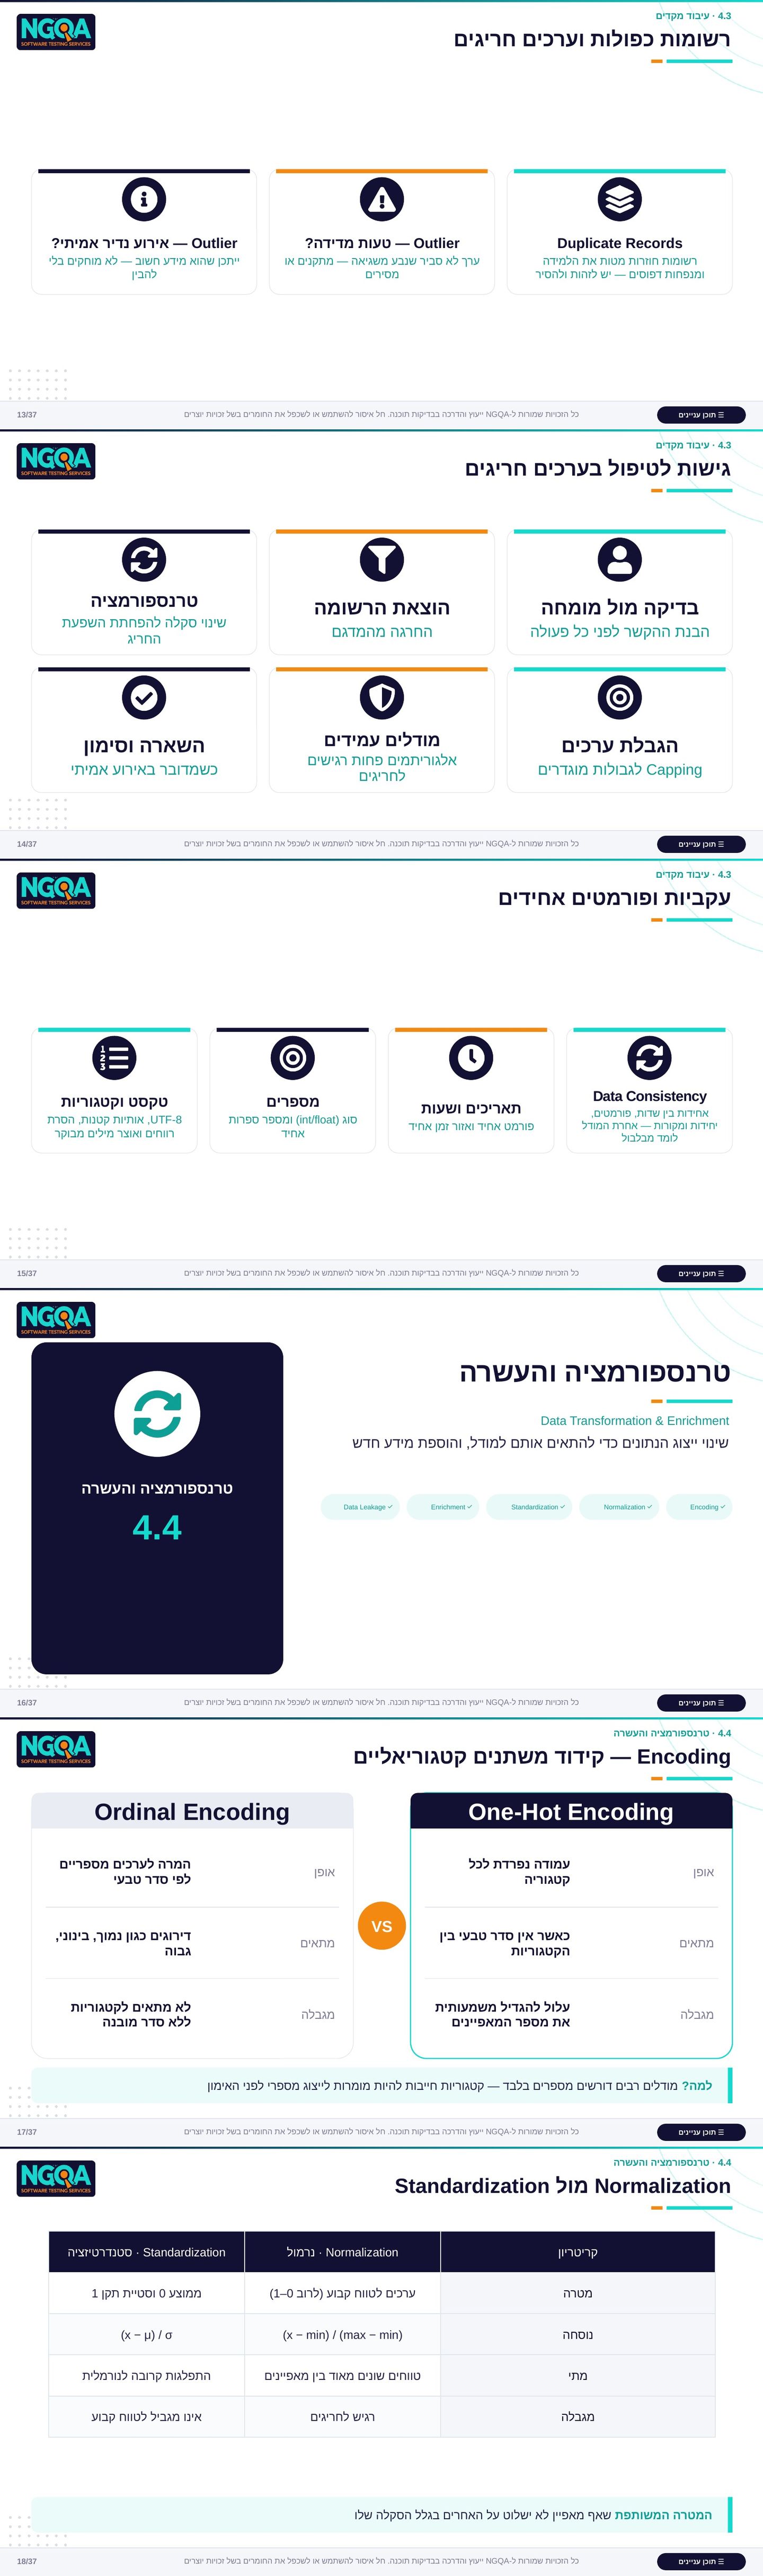 4.3 · עיבוד מקדים
NGQA
SOFTWARE TESTING SERVICES
רשומות כפולות וערכים חריגים
Duplicate Records
רשומות חוזרות מטות את הלמידה
ומנפחות דפוסים — יש לזהות ולהסיר
Outlier — טעות מדידה?
ערך לא סביר שנבע משגיאה — מתקנים או
מסירים
Outlier — אירוע נדיר אמיתי?
ייתכן שהוא מידע חשוב — לא מוחקים בלי
להבין
☰ תוכן עניינים
כל הזכויות שמורות ל-NGQA ייעוץ והדרכה בבדיקות תוכנה. חל איסור להשתמש או לשכפל את החומרים בשל זכויות יוצרים
13/37
4.3 · עיבוד מקדים
NGQA
SOFTWARE TESTING SERVICES
גישות לטיפול בערכים חריגים
בדיקה מול מומחה
הבנת ההקשר לפני כל פעולה
הוצאת הרשומה
החרגה מהמדגם
טרנספורמציה
שינוי סקלה להפחתת השפעת
החריג
הגבלת ערכים
Capping לגבולות מוגדרים
מודלים עמידים
אלגוריתמים פחות רגישים
לחריגים
השארה וסימון
כשמדובר באירוע אמיתי
☰ תוכן עניינים
כל הזכויות שמורות ל-NGQA ייעוץ והדרכה בבדיקות תוכנה. חל איסור להשתמש או לשכפל את החומרים בשל זכויות יוצרים
14/37
4.3 · עיבוד מקדים
NGQA
SOFTWARE TESTING SERVICES
עקביות ופורמטים אחידים
Data Consistency
אחידות בין שדות, פורמטים,
יחידות ומקורות — אחרת המודל
לומד מבלבול
תאריכים ושעות
פורמט אחיד ואזור זמן אחיד
מספרים
סוג (int/float) ומספר ספרות
אחיד
טקסט וקטגוריות
UTF-8, אותיות קטנות, הסרת
רווחים ואוצר מילים מבוקר
☰ תוכן עניינים
כל הזכויות שמורות ל-NGQA ייעוץ והדרכה בבדיקות תוכנה. חל איסור להשתמש או לשכפל את החומרים בשל זכויות יוצרים
15/37
NGQA
SOFTWARE TESTING SERVICES
טרנספורמציה והעשרה
Data Transformation & Enrichment
שינוי ייצוג הנתונים כדי להתאים אותם למודל, והוספת מידע חדש
✓ Encoding
✓ Normalization
✓ Standardization
✓ Enrichment
✓ Data Leakage
טרנספורמציה והעשרה
4.4
☰ תוכן עניינים
כל הזכויות שמורות ל-NGQA ייעוץ והדרכה בבדיקות תוכנה. חל איסור להשתמש או לשכפל את החומרים בשל זכויות יוצרים
16/37
4.4 · טרנספורמציה והעשרה
NGQA
SOFTWARE TESTING SERVICES
Encoding — קידוד משתנים קטגוריאליים
One-Hot Encoding
אופן
עמודה נפרדת לכל
קטגוריה
מתאים
כאשר אין סדר טבעי בין
הקטגוריות
מגבלה
עלול להגדיל משמעותית
את מספר המאפיינים
VS
Ordinal Encoding
אופן
המרה לערכים מספריים
לפי סדר טבעי
מתאים
דירוגים כגון נמוך, בינוני,
גבוה
מגבלה
לא מתאים לקטגוריות
ללא סדר מובנה
למה? מודלים רבים דורשים מספרים בלבד — קטגוריות חייבות להיות מומרות לייצוג מספרי לפני האימון
☰ תוכן עניינים
כל הזכויות שמורות ל-NGQA ייעוץ והדרכה בבדיקות תוכנה. חל איסור להשתמש או לשכפל את החומרים בשל זכויות יוצרים
17/37
4.4 · טרנספורמציה והעשרה
NGQA
SOFTWARE TESTING SERVICES
Normalization מול Standardization
קריטריון
Normalization · נרמול
Standardization · סטנדרטיזציה
מטרה
ערכים לטווח קבוע (לרוב 0–1)
ממוצע 0 וסטיית תקן 1
נוסחה
(x − min) / (max − min)
(x − μ) / σ
מתי
טווחים שונים מאוד בין מאפיינים
התפלגות קרובה לנורמלית
מגבלה
רגיש לחריגים
אינו מגביל לטווח קבוע
המטרה המשותפת שאף מאפיין לא ישלוט על האחרים בגלל הסקלה שלו
☰ תוכן עניינים
כל הזכויות שמורות ל-NGQA ייעוץ והדרכה בבדיקות תוכנה. חל איסור להשתמש או לשכפל את החומרים בשל זכויות יוצרים
18/37